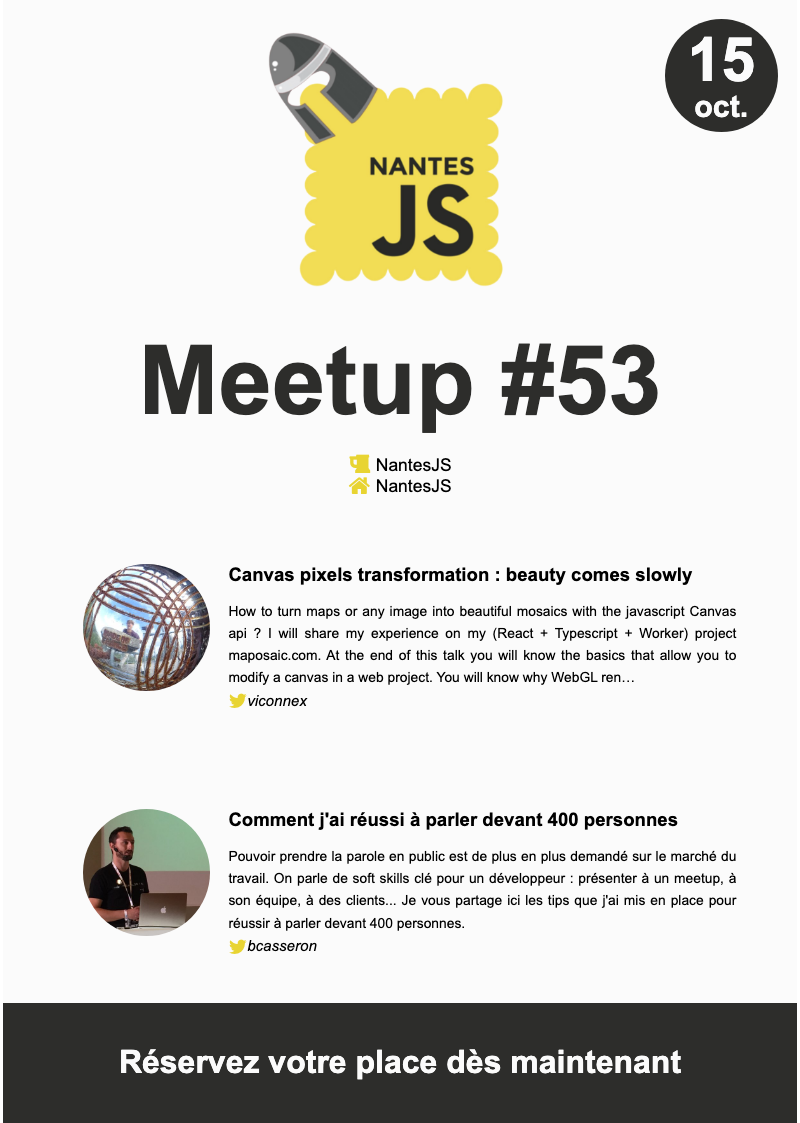 15
oct.
NANTES
JS
Meetup #53
NantesJS
NantesJS
Canvas pixels transformation : beauty comes slowly
How to turn maps or any image into beautiful mosaics with the javascript Canvas
api ? I will share my experience on my (React + Typescript + Worker) project
maposaic.com. At the end of this talk you will know the basics that allow you to
modify a canvas in a web project. You will know why WebGL ren…
viconnex
Comment j'ai réussi à parler devant 400 personnes
Pouvoir prendre la parole en public est de plus en plus demandé sur le marché du
travail. On parle de soft skills clé pour un développeur : présenter à un meetup, à
son équipe, à des clients... Je vous partage ici les tips que j'ai mis en place pour
réussir à parler devant 400 personnes.
bcasseron
Réservez votre place dès maintenant